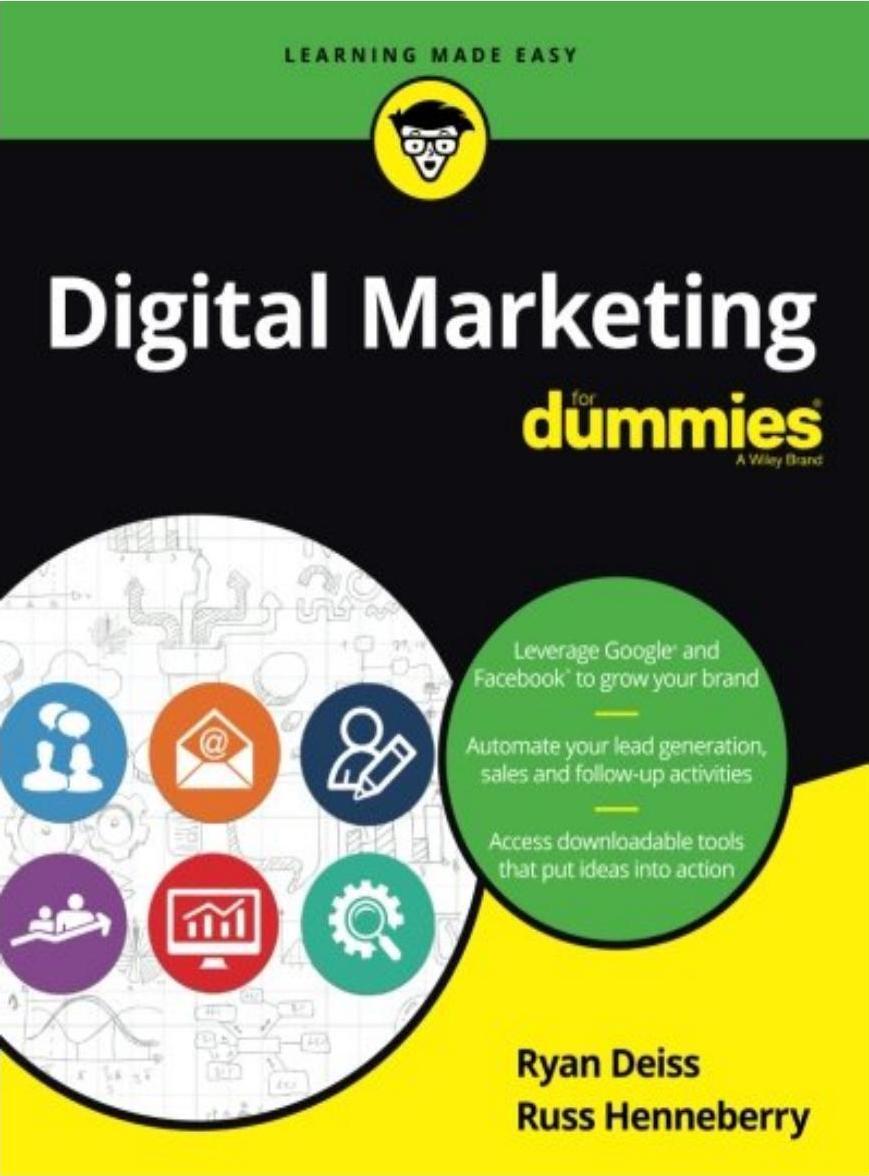 LEARNING MADE EASY
Digital Marketing
for
dummies®
A Wiley Brand
Leverage Google® and
Facebook® to grow your brand
Automate your lead generation,
sales and follow-up activities
Access downloadable tools
that put ideas into action
@
Ryan Deiss
Russ Henneberry